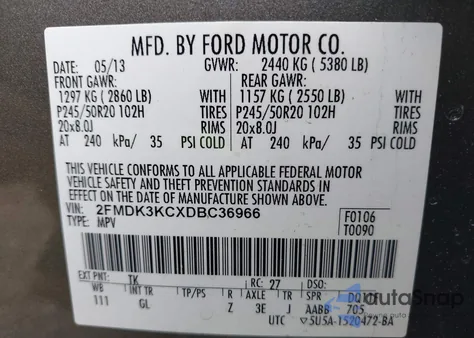 MFD. BY FORD MOTOR CO.
DATE: 05/13 GVWR: 2440 KG ( 5380 LB)
FRONT GAWR: REAR GAWR:
1297 KG ( 2860 LB) WITH 1157 KG ( 2550 LB) WITH
P245/50R20 102H TIRES P245/50R20 102H TIRES
20x8.0J RIMS 20x8.0J RIMS
AT 240 kPa/ 35 PSI COLD AT 240 kPa/ 35 PSI COLD
THIS VEHICLE CONFORMS TO ALL APPLICABLE FEDERAL MOTOR
VEHICLE SAFETY AND THEFT PREVENTION STANDARDS IN
EFFECT ON THE DATE OF MANUFACTURE SHOWN ABOVE.
VIN: 2FMDK3KCXDBC36966 F0106
TYPE: MPV T0090
EXT PNT: TK RC: 27 DSO:
WB INT TR TP/PS R AXLE TR SPR
111 GL Z 3E J AABB 705
UTC ▽5U5A-1520472-BA
autoSnap